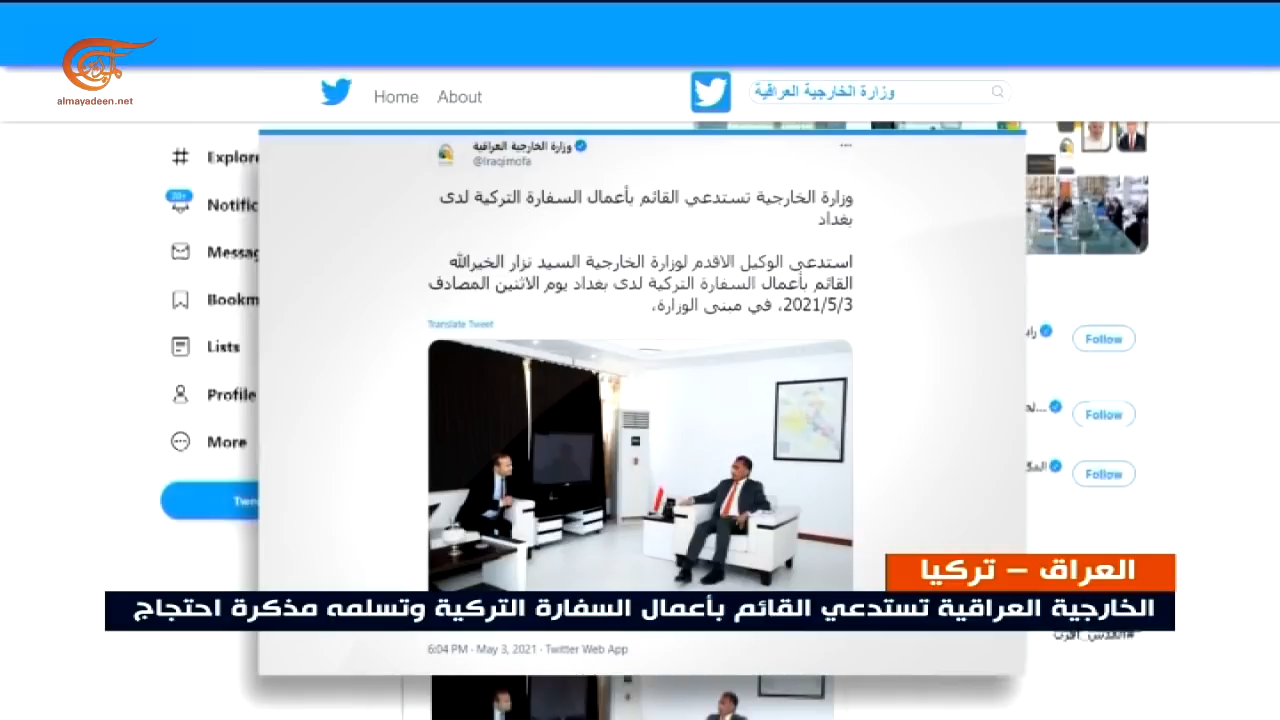 almayadeen.net
Home About
وزارة الخارجية العراقية
Explore
20+
Notific
Messag
Bookm
Lists
Profile
More
Twee
وزارة الخارجية العراقية
@Iraqimofa
وزارة الخارجية تستدعي القائم بأعمال السفارة التركية لدى
بغداد
استدعى الوكيل الاقدم لوزارة الخارجية السيد نزار الخيرالله
القائم بأعمال السفارة التركية لدى بغداد يوم الاثنين المصادف
2021/5/3، في مبنى الوزارة،
Translate Tweet
Follow
Follow
Follow
العراق – تركيا
الخارجية العراقية تستدعي القائم بأعمال السفارة التركية وتسلمه مذكرة احتجاج
6:04 PM · May 3, 2021 · Twitter Web App